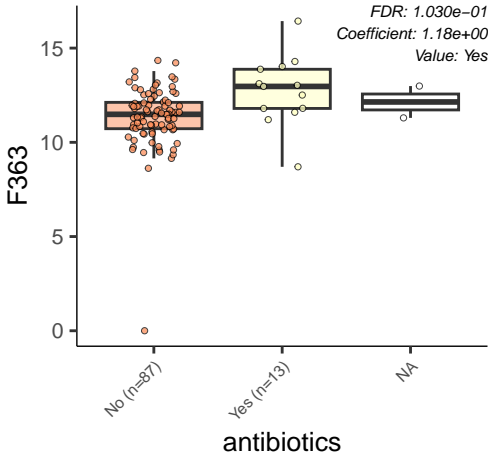 FDR: 1.030e−01
Coefficient: 1.18e+00
Value: Yes
F363
15
10
5
0
No (n=87)
Yes (n=13)
NA
antibiotics